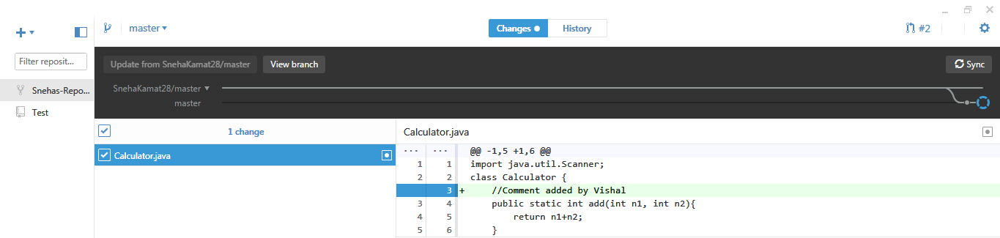 master
Changes
History
#2
Filter reposit...
Update from SnehaKamat28/master
View branch
Sync
Snehas-Repo...
SnehaKamat28/master
Test
master
1 change
Calculator.java
Calculator.java
... ... @@ -1,5 +1,6 @@
1 1 import java.util.Scanner;
2 2 class Calculator {
3 + //Comment added by Vishal
3 4 public static int add(int n1, int n2){
4 5 return n1+n2;
5 6 }